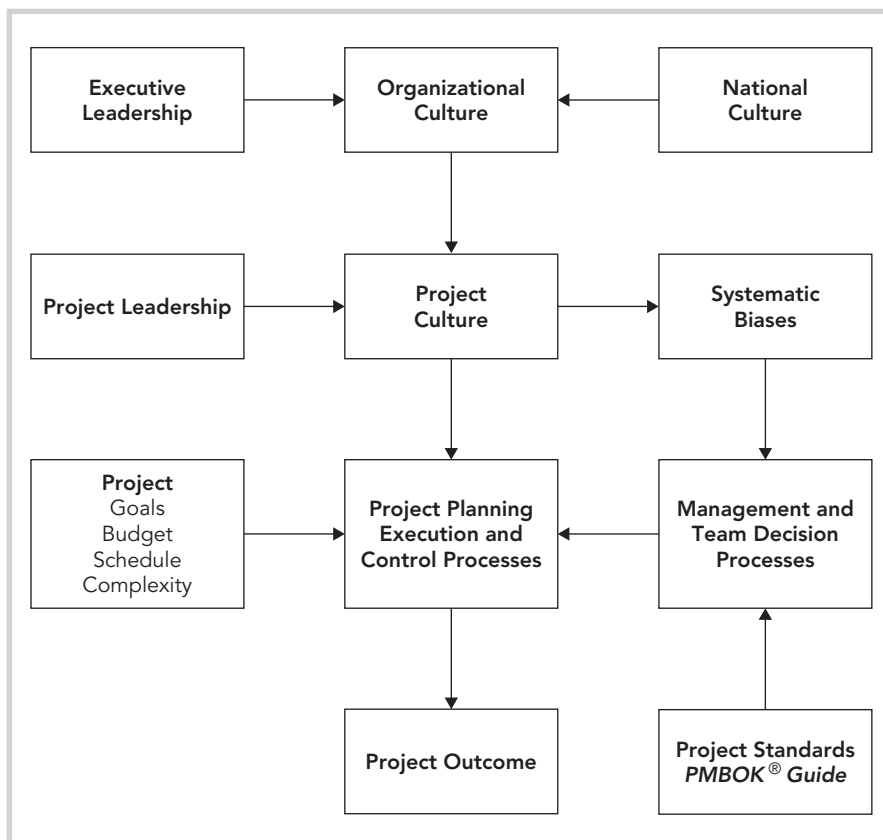 Executive
Leadership
Organizational
Culture
National
Culture
Project Leadership
Project
Culture
Systematic
Biases
Project
Goals
Budget
Schedule
Complexity
Project Planning
Execution and
Control Processes
Management and
Team Decision
Processes
Project Outcome
Project Standards
PMBOK® Guide